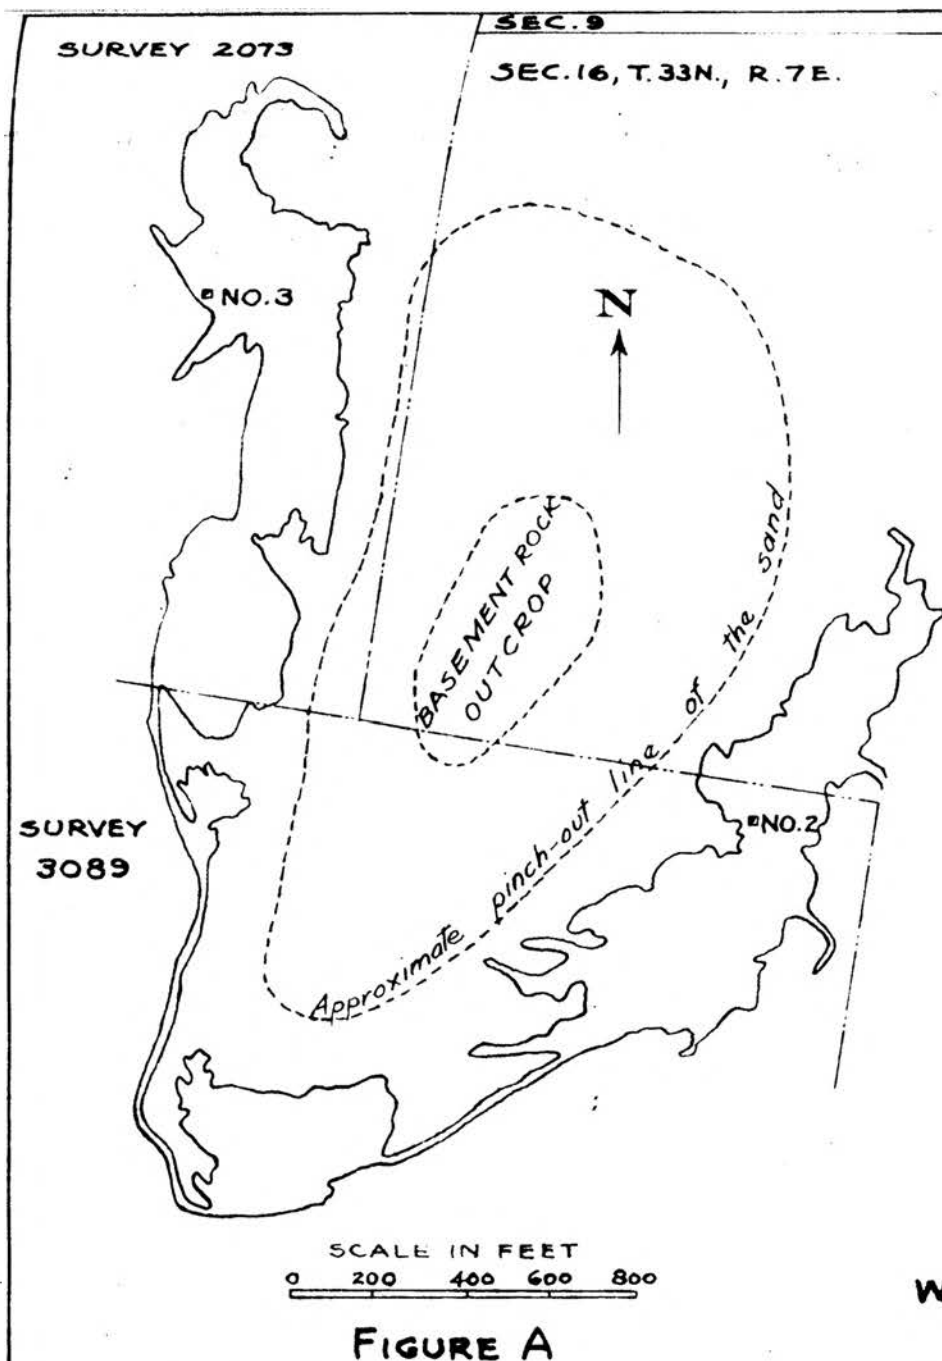 SEC. 9
SURVEY 2073
SEC. 16, T. 33N., R. 7E.
NO. 3
N
BASEMENT ROCK
OUTCROP
Approximate pinch-out line of the sand
NO. 2
SURVEY
3089
SCALE IN FEET
0 200 400 600 800
W
FIGURE A